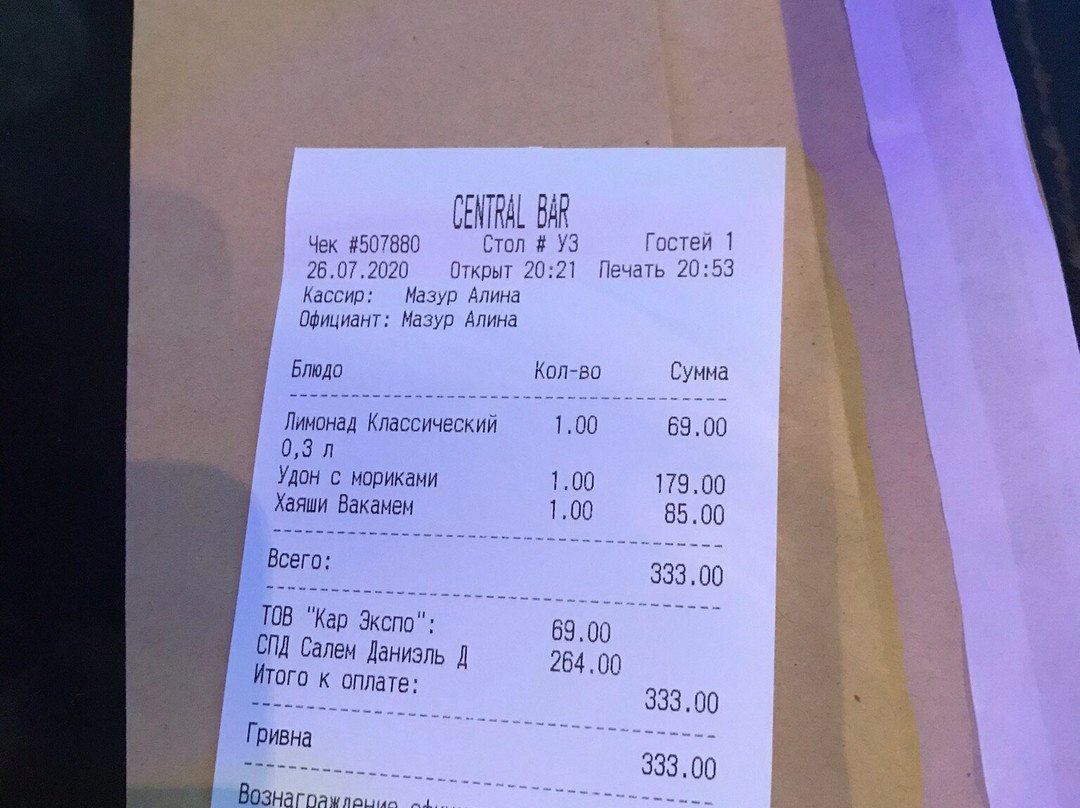 CENTRAL BAR
Чек #507880 Стол # У3 Гостей 1
26.07.2020 Открыт 20:21 Печать 20:53
Кассир: Мазур Алина
Официант: Мазур Алина
Блюдо Кол-во Сумма
Лимонад Классический 1.00 69.00
0,3 л
Удон с мориками 1.00 179.00
Хаяши Вакамем 1.00 85.00
Всего: 333.00
ТОВ "Кар Экспо": 69.00
СПД Салем Даниэль Д 264.00
Итого к оплате: 333.00
Гривна 333.00
Вознаграждение